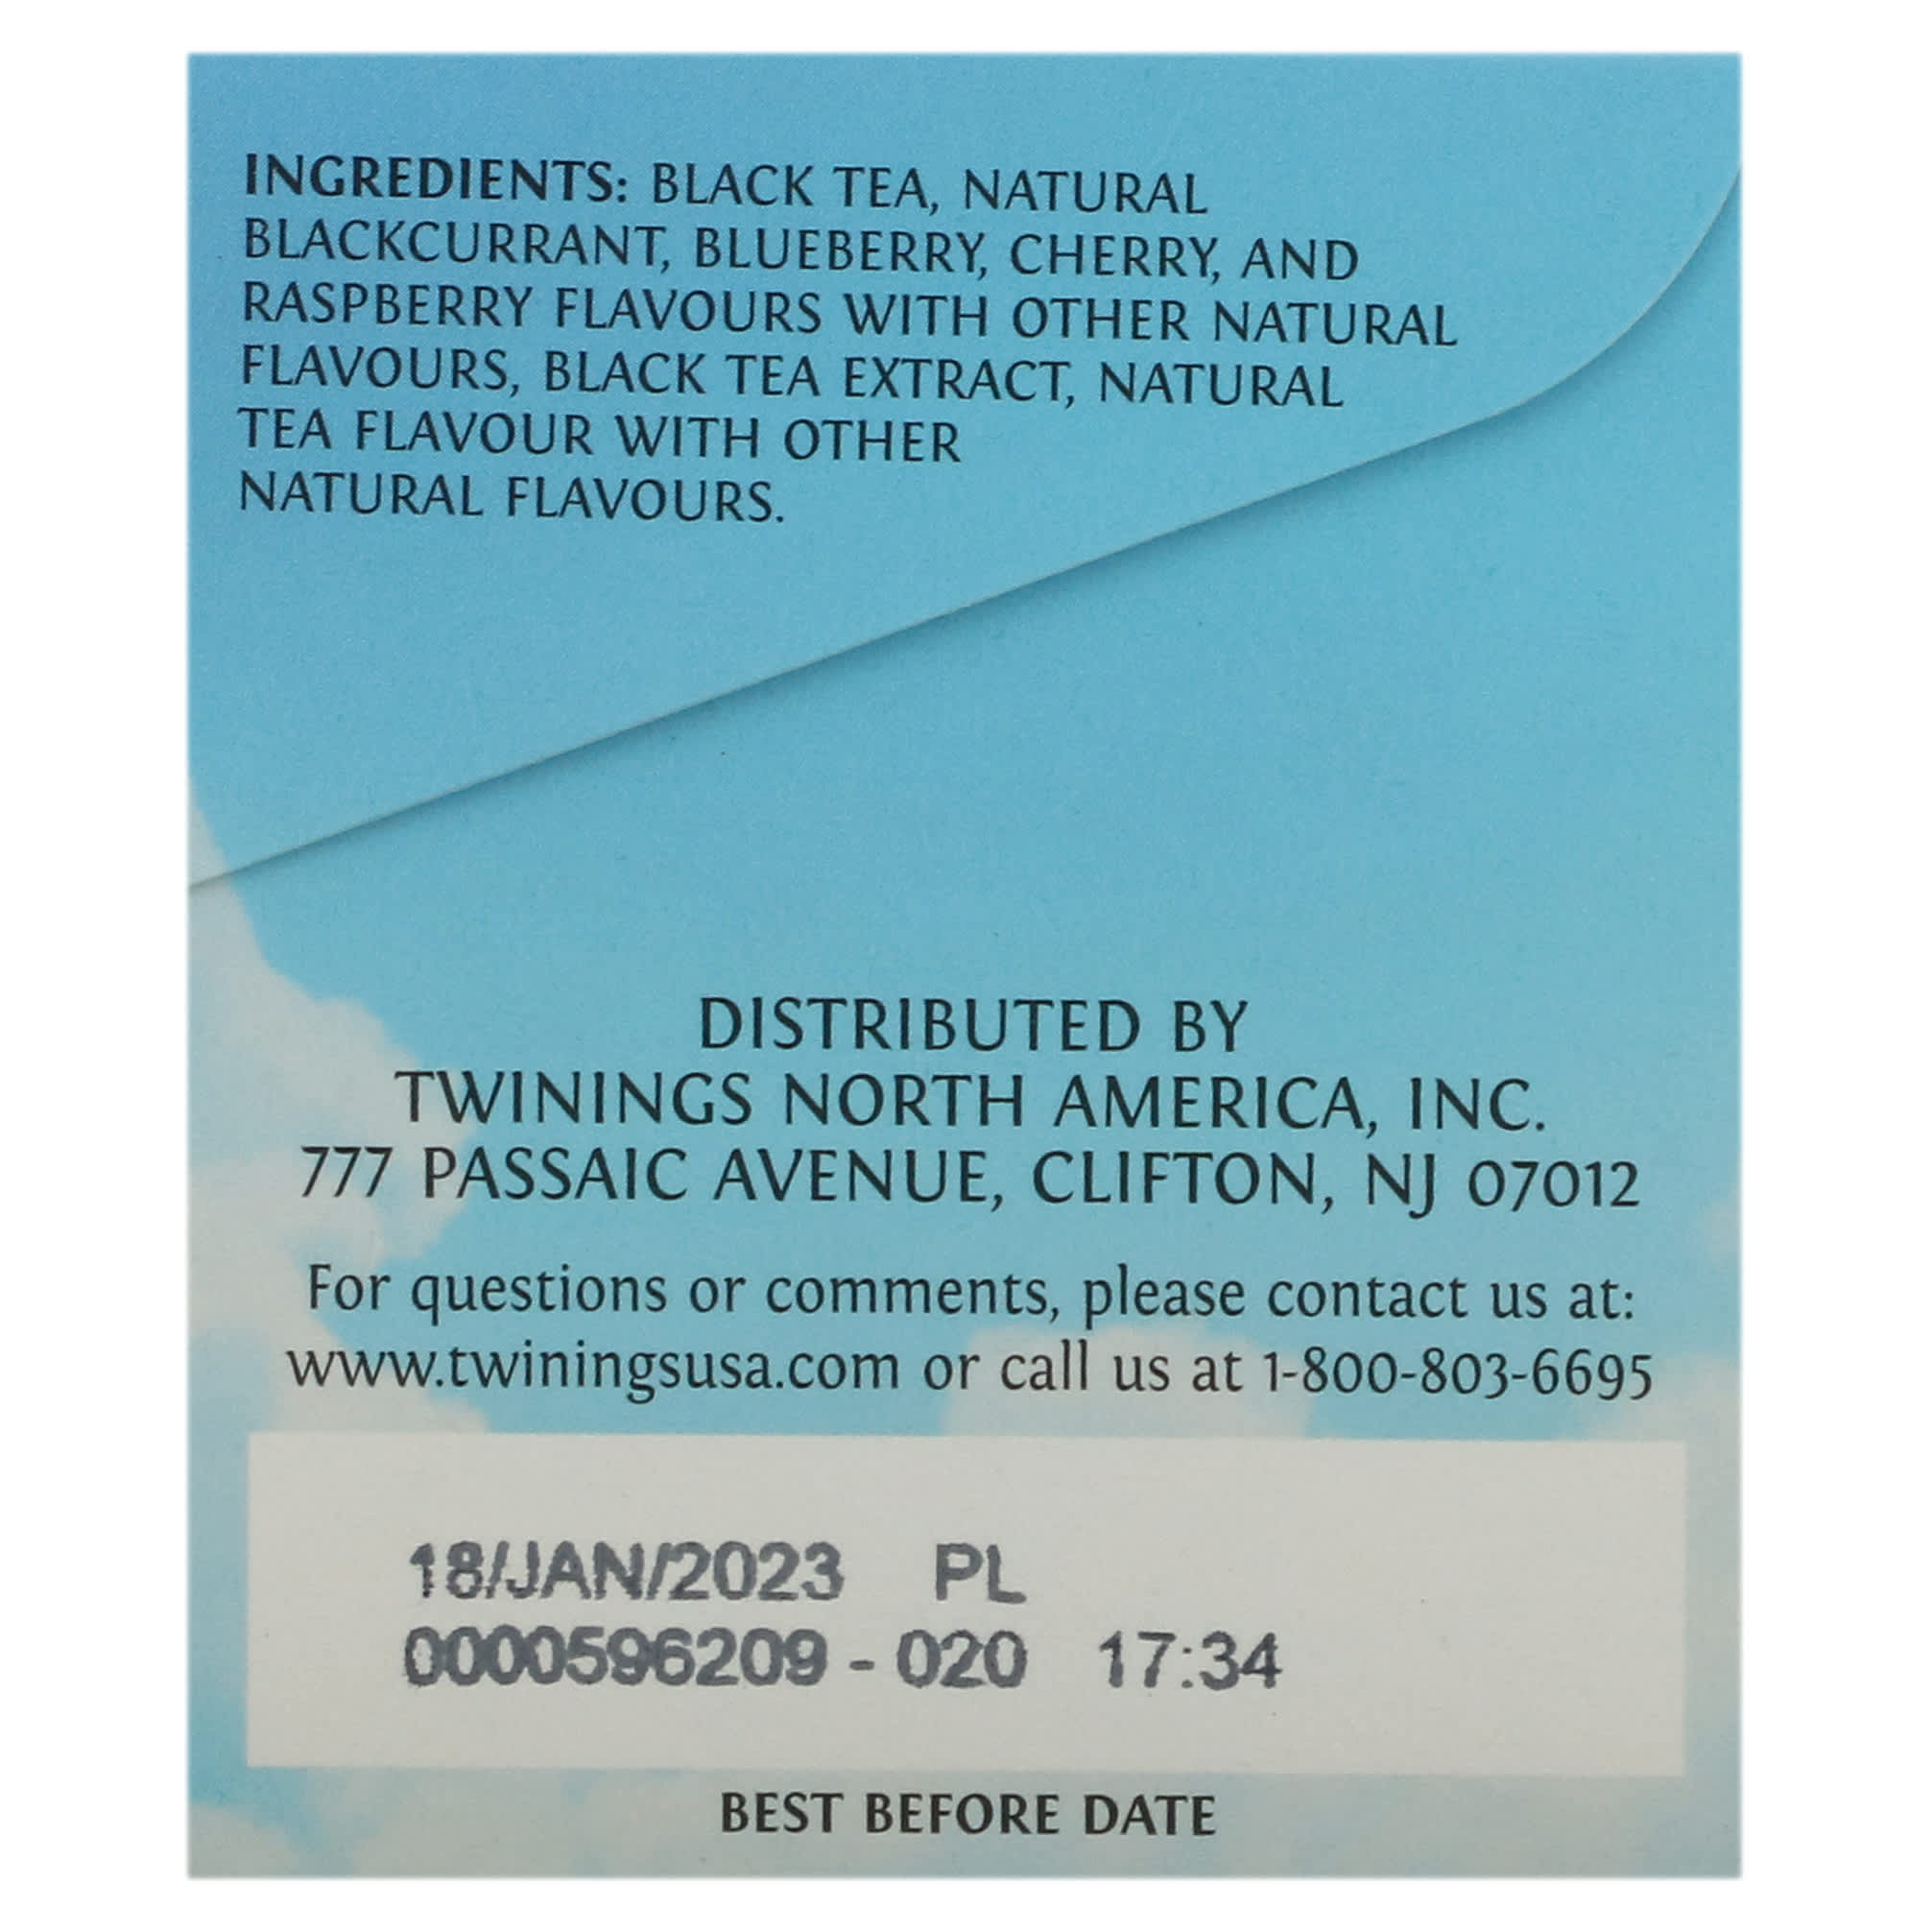 INGREDIENTS: BLACK TEA, NATURAL
BLACKCURRANT, BLUEBERRY, CHERRY, AND
RASPBERRY FLAVOURS WITH OTHER NATURAL
FLAVOURS, BLACK TEA EXTRACT, NATURAL
TEA FLAVOUR WITH OTHER
NATURAL FLAVOURS.
DISTRIBUTED BY
TWININGS NORTH AMERICA, INC.
777 PASSAIC AVENUE, CLIFTON, NJ 07012
For questions or comments, please contact us at:
www.twiningsusa.com or call us at 1-800-803-6695
18/JAN/2023 PL
0000596209 - 020 17:34
BEST BEFORE DATE